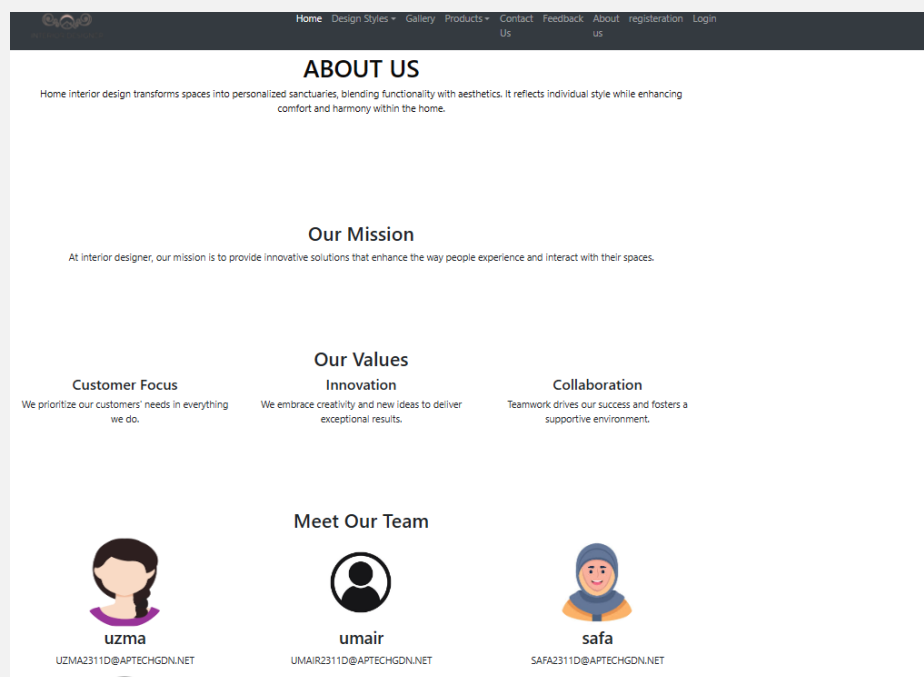 Home Design Styles Gallery Products Contact Us Feedback About us registeration Login
ABOUT US
Home interior design transforms spaces into personalized sanctuaries, blending functionality with aesthetics. It reflects individual style while enhancing
comfort and harmony within the home.
Our Mission
At interior designer, our mission is to provide innovative solutions that enhance the way people experience and interact with their spaces.
Our Values
Customer Focus
We prioritize our customers' needs in everything
we do.
Innovation
We embrace creativity and new ideas to deliver
exceptional results.
Collaboration
Teamwork drives our success and fosters a
supportive environment.
Meet Our Team
uzma
UZMA2311D@APTECHGDN.NET
umair
UMAIR2311D@APTECHGDN.NET
safa
SAFA2311D@APTECHGDN.NET